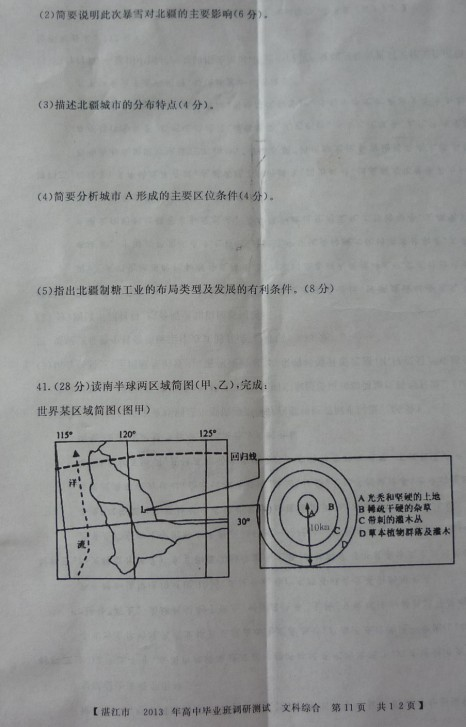 (2)简要说明此次暴雪对北疆的主要影响(6分)。
(3)描述北疆城市的分布特点(4分)。
(4)简要分析城市 A 形成的主要区位条件(4分)。
(5)指出北疆制糖工业的布局类型及发展的有利条件。(8分)
41.(28分)读南半球两区域简图(甲、乙),完成:
世界某区域简图(图甲)
115° 120° 125°
回归线
洋
流
L
30°
A
B
C
D
10km
A 光秃和坚硬的土地
B 稀疏干硬的杂草
C 带刺的灌木丛
D 草本植物群落及灌木
【湛江市 2013 年高中毕业班调研测试 文科综合 第11页 共12页】